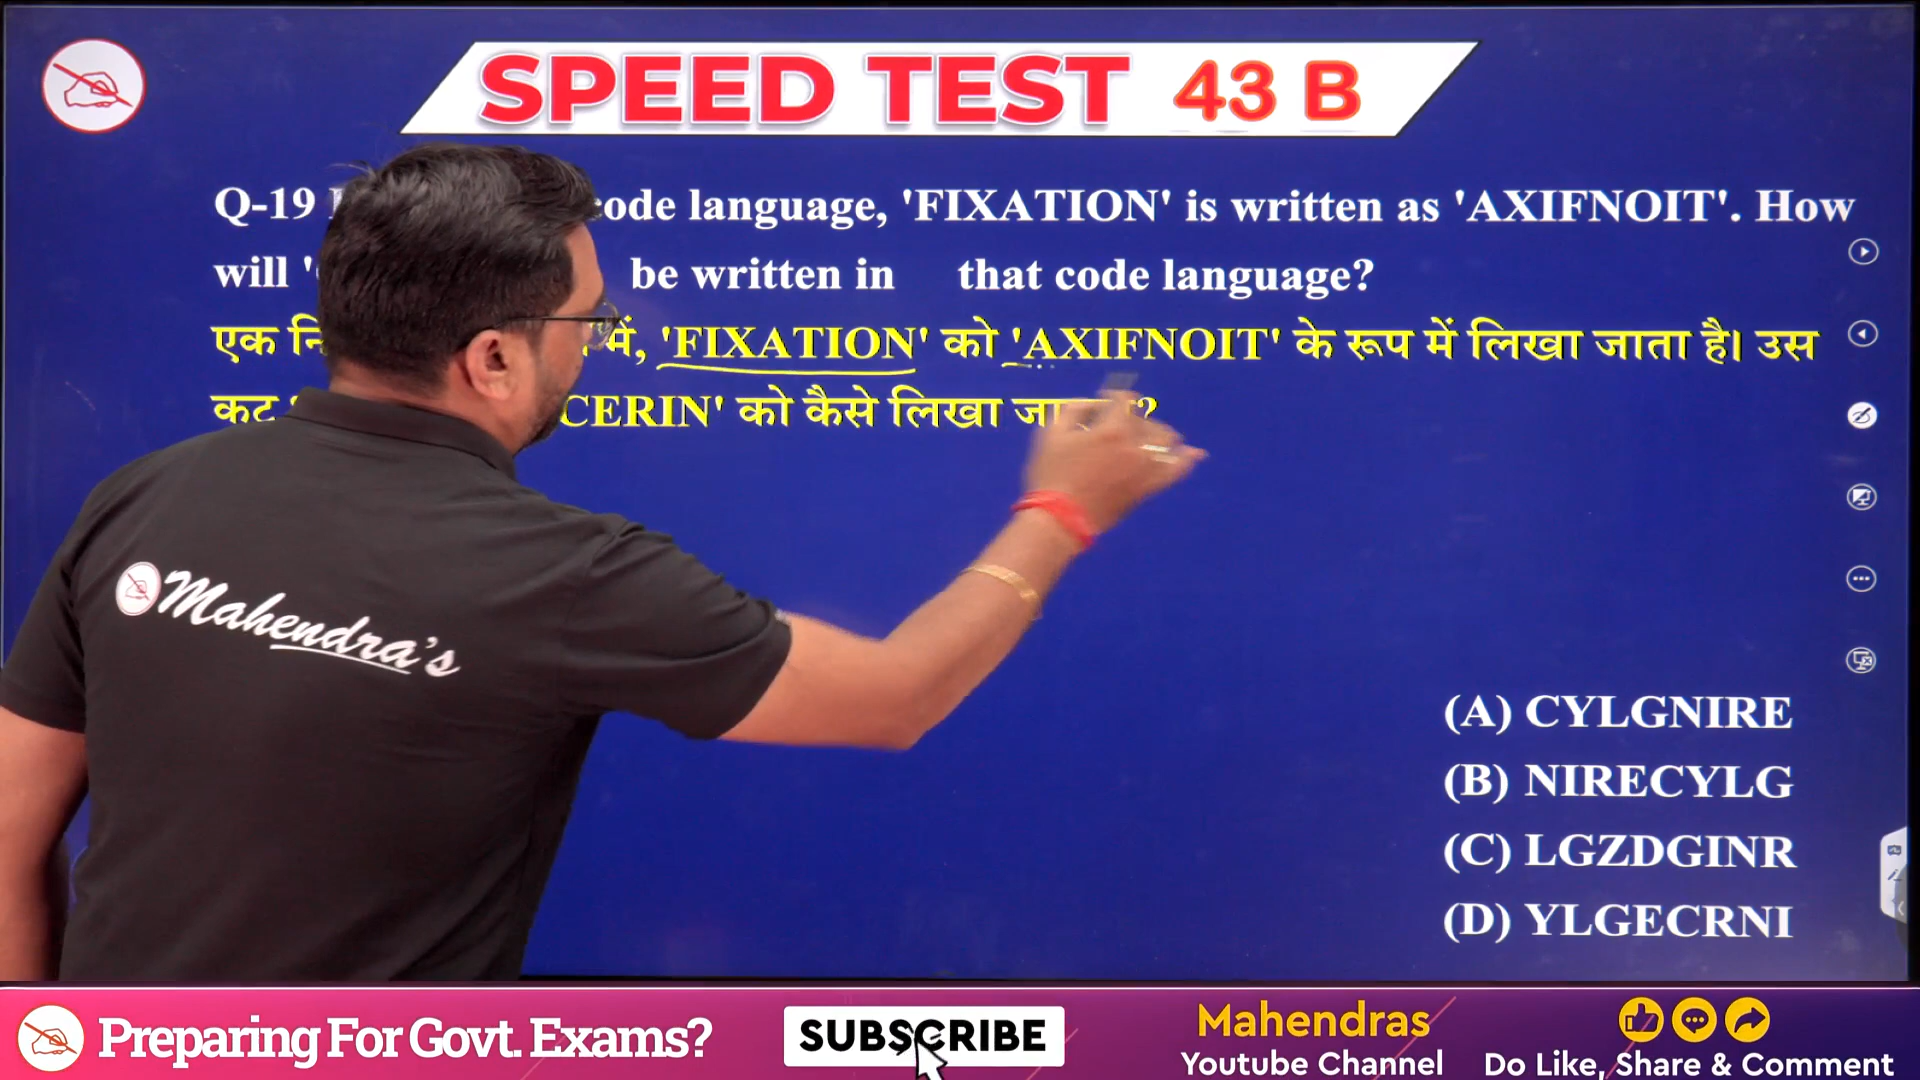 SPEED TEST 43 B
Q-19 code language, 'FIXATION' is written as 'AXIFNOIT'. How
will ' be written in that code language?
एक में, 'FIXATION' को 'AXIFNOIT' के रूप में लिखा जाता है। उस
CERIN' को कैसे लिखा ?
(A) CYLGNIRE
(B) NIRECYLG
(C) LGZDGINR
(D) YLGECRNI
Mahendra's
Preparing For Govt. Exams?
SUBSCRIBE
Mahendras
Youtube Channel
Do Like, Share & Comment